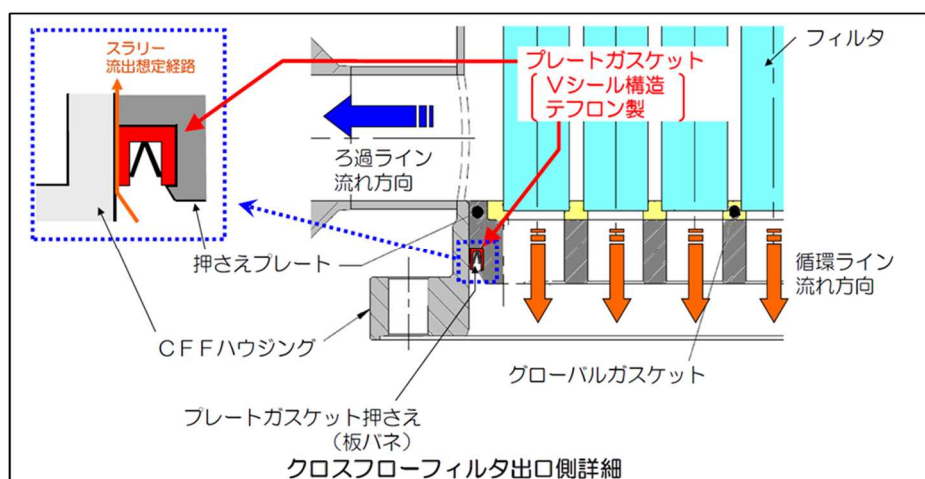 スラリー
流出想定経路
プレートガスケット
Vシール構造
テフロン製
フィルタ
ろ過ライン
流れ方向
押さえプレート
循環ライン
流れ方向
CFFハウジング
グローバルガスケット
プレートガスケット押さえ
(板バネ)
クロスフローフィルタ出口側詳細